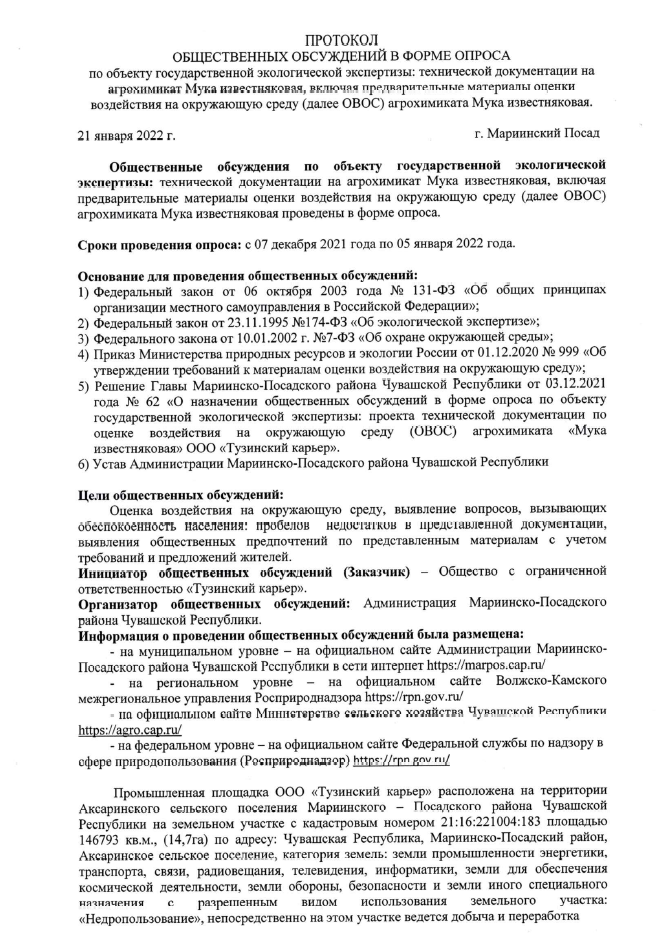 ПРОТОКОЛ
ОБЩЕСТВЕННЫХ ОБСУЖДЕНИЙ В ФОРМЕ ОПРОСА
по объекту государственной экологической экспертизы: технической документации на
агрохимикат Мука известняковая, включая предварительные материалы оценки
воздействия на окружающую среду (далее ОВОС) агрохимиката Мука известняковая.
21 января 2022 г. г. Мариинский Посад
Общественные обсуждения по объекту государственной экологической
экспертизы: технической документации на агрохимикат Мука известняковая, включая
предварительные материалы оценки воздействия на окружающую среду (далее ОВОС)
агрохимиката Мука известняковая проведены в форме опроса.
Сроки проведения опроса: с 07 декабря 2021 года по 05 января 2022 года.
Основание для проведения общественных обсуждений:
1) Федеральный закон от 06 октября 2003 года № 131-ФЗ «Об общих принципах
организации местного самоуправления в Российской Федерации»;
2) Федеральный закон от 23.11.1995 №174-ФЗ «Об экологической экспертизе»;
3) Федерального закона от 10.01.2002 г. №7-ФЗ «Об охране окружающей среды»;
4) Приказ Министерства природных ресурсов и экологии России от 01.12.2020 № 999 «Об
утверждении требований к материалам оценки воздействия на окружающую среду»;
5) Решение Главы Мариинско-Посадского района Чувашской Республики от 03.12.2021
года № 62 «О назначении общественных обсуждений в форме опроса по объекту
государственной экологической экспертизы: проекта технической документации по
оценке воздействия на окружающую среду (ОВОС) агрохимиката «Мука
известняковая» ООО «Тузинский карьер».
6) Устав Администрации Мариинско-Посадского района Чувашской Республики
Цели общественных обсуждений:
Оценка воздействия на окружающую среду, выявление вопросов, вызывающих
обеспокоенность населения: пробелов недостатков в представленной документации,
выявления общественных предпочтений по представленным материалам с учетом
требований и предложений жителей.
Инициатор общественных обсуждений (Заказчик) – Общество с ограниченной
ответственностью «Тузинский карьер».
Организатор общественных обсуждений: Администрация Мариинско-Посадского
района Чувашской Республики.
Информация о проведении общественных обсуждений была размещена:
- на муниципальном уровне – на официальном сайте Администрации Мариинско-
Посадского района Чувашской Республики в сети интернет https://marpos.cap.ru/
- на региональном уровне – на официальном сайте Волжско-Камского
межрегиональное управления Росприроднадзора https://rpn.gov.ru/
- на официальном сайте Министерство сельского хозяйства Чувашской Республики
https://agro.cap.ru/
- на федеральном уровне – на официальном сайте Федеральной службы по надзору в
сфере природопользования (Росприроднадзор) https://rpn.gov.ru/
Промышленная площадка ООО «Тузинский карьер» расположена на территории
Аксаринского сельского поселения Мариинского – Посадского района Чувашской
Республики на земельном участке с кадастровым номером 21:16:221004:183 площадью
146793 кв.м., (14,7га) по адресу: Чувашская Республика, Мариинско-Посадский район,
Аксаринское сельское поселение, категория земель: земли промышленности энергетики,
транспорта, связи, радиовещания, телевидения, информатики, земли для обеспечения
космической деятельности, земли обороны, безопасности и земли иного специального
назначения с разрешенным видом использования земельного участка:
«Недропользование», непосредственно на этом участке ведется добыча и переработка